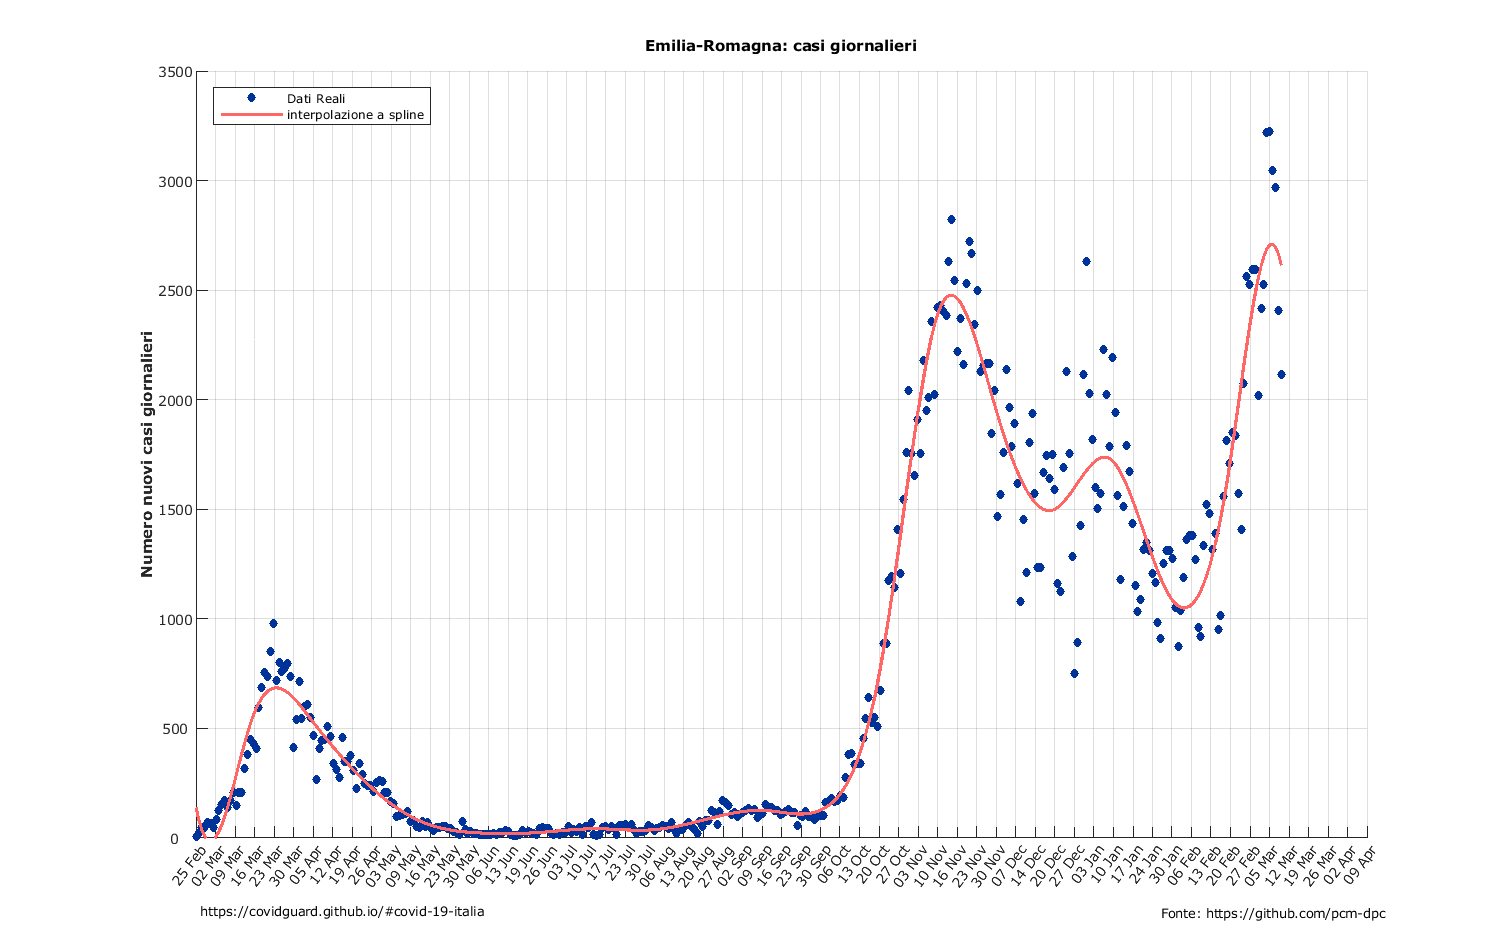 Emilia-Romagna: casi giornalieri
Dati Reali
interpolazione a spline
Numero nuovi casi giornalieri
3500
3000
2500
2000
1500
1000
500
0
25 Feb
02 Mar
09 Mar
16 Mar
23 Mar
30 Mar
05 Apr
12 Apr
19 Apr
26 Apr
03 May
09 May
16 May
23 May
30 May
06 Jun
13 Jun
19 Jun
26 Jun
03 Jul
10 Jul
17 Jul
23 Jul
30 Jul
06 Aug
13 Aug
20 Aug
27 Aug
02 Sep
09 Sep
16 Sep
23 Sep
30 Sep
06 Oct
13 Oct
20 Oct
27 Oct
03 Nov
10 Nov
16 Nov
23 Nov
30 Nov
07 Dec
14 Dec
20 Dec
27 Dec
03 Jan
10 Jan
17 Jan
24 Jan
30 Jan
06 Feb
13 Feb
20 Feb
27 Feb
05 Mar
12 Mar
19 Mar
26 Mar
02 Apr
09 Apr
https://covidguard.github.io/#covid-19-italia
Fonte: https://github.com/pcm-dpc